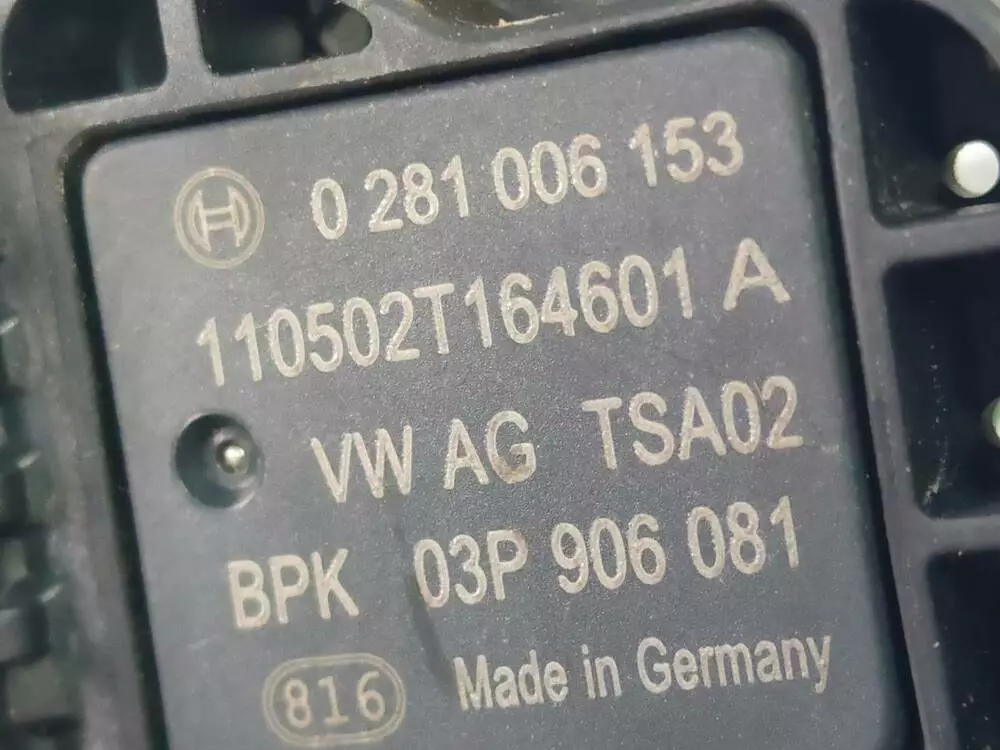 0 281 006 153
110502T164601 A
VW AG TSA02
BPK 03P 906 081
816 Made in Germany